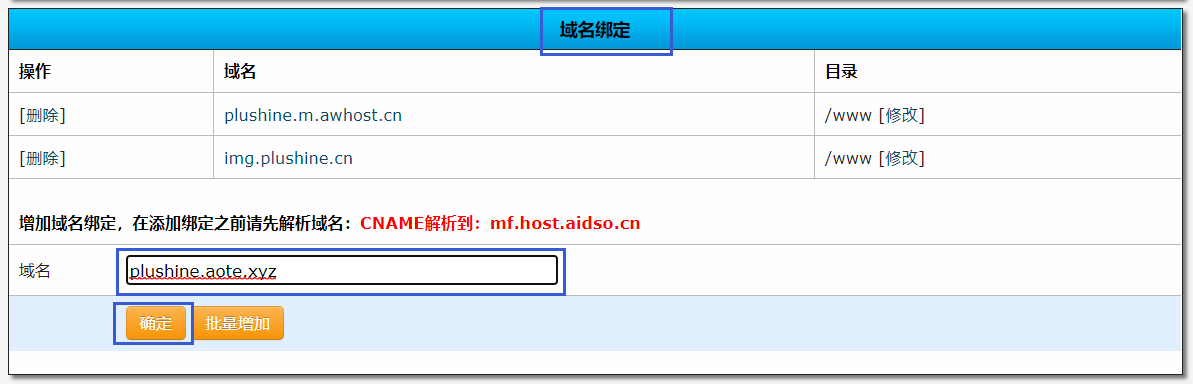 域名绑定
操作 域名 目录
[删除] plushine.m.awhost.cn /www [修改]
[删除] img.plushine.cn /www [修改]
增加域名绑定，在添加绑定之前请先解析域名：CNAME解析到：mf.host.aidso.cn
域名 plushine.aote.xyz
确定 批量增加